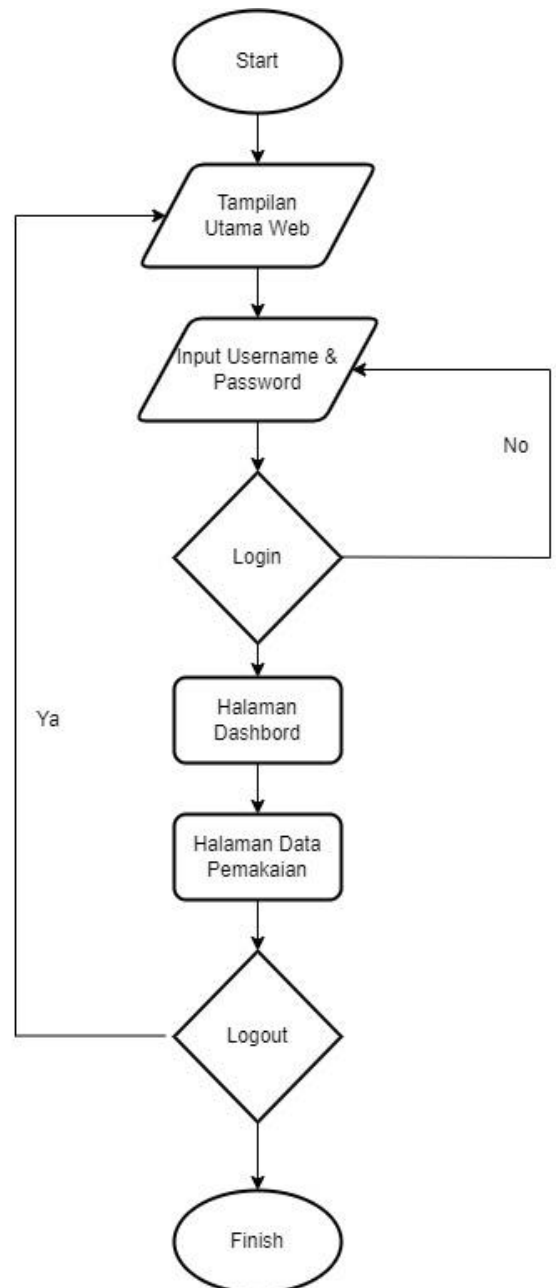 Start
Tampilan
Utama Web
Input Username &
Password
No
Login
Halaman
Dashbord
Ya
Halaman Data
Pemakaian
Logout
Finish